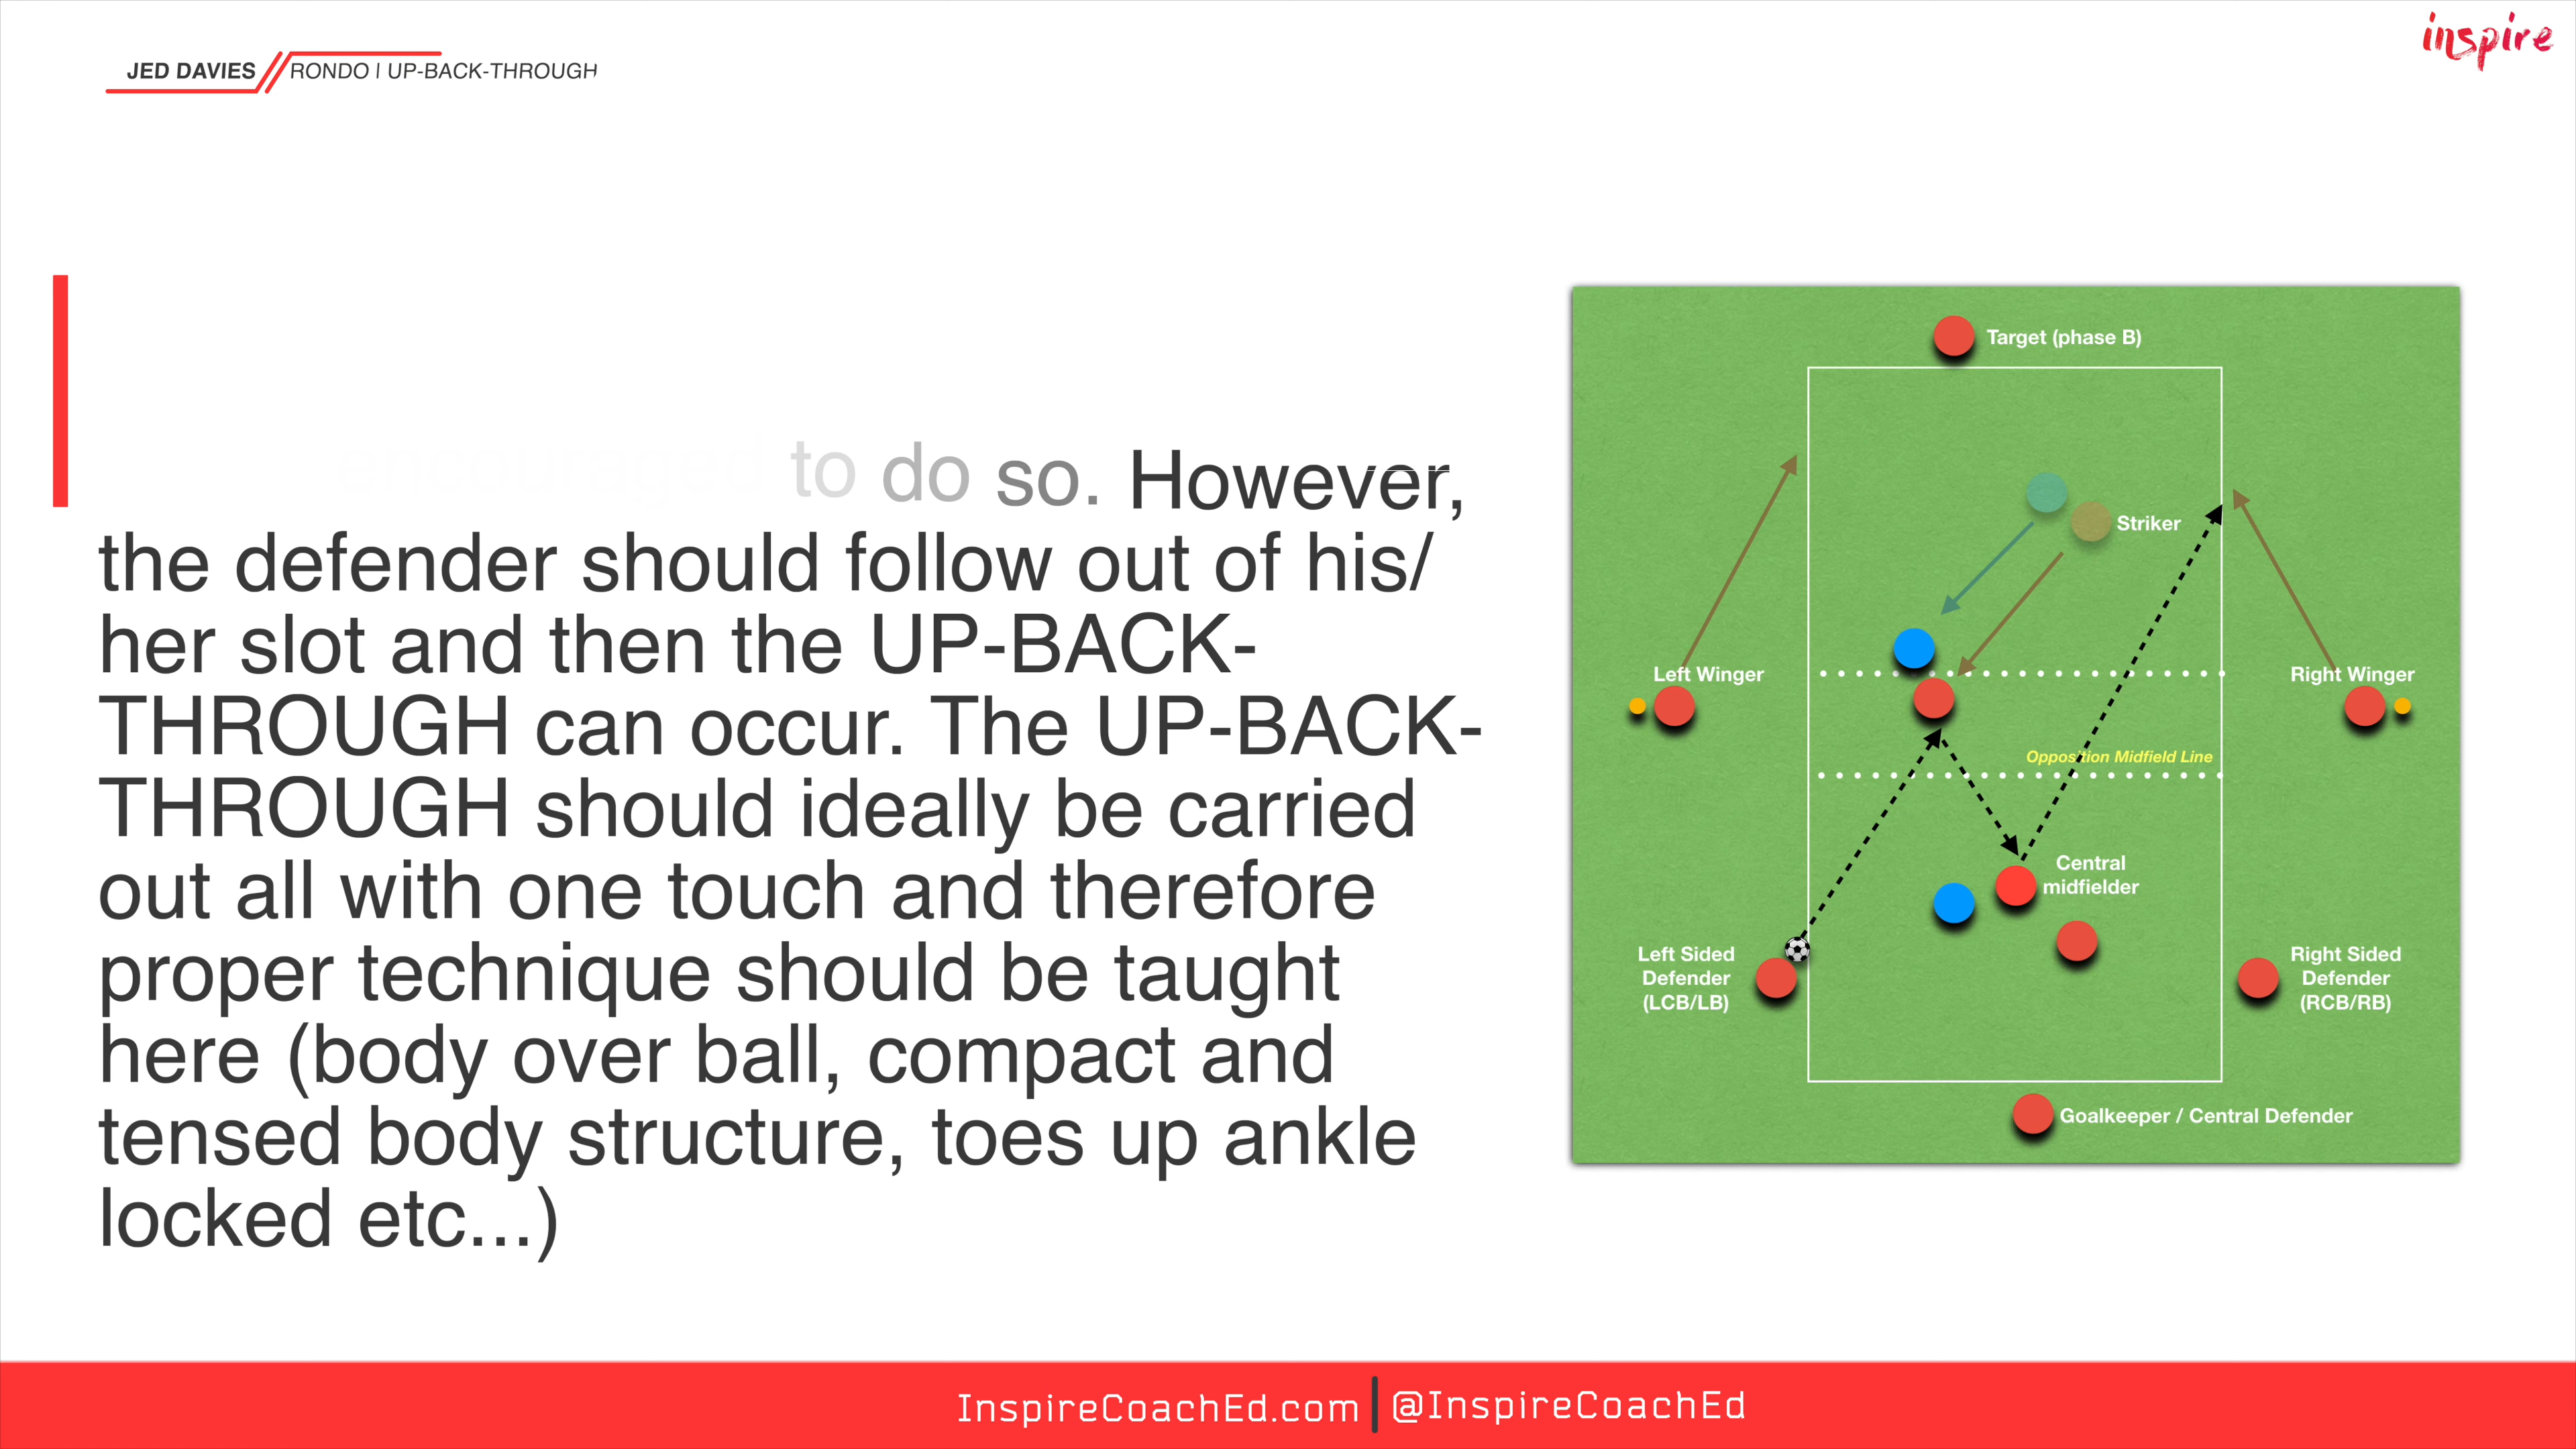 inspire
JED DAVIES RONDO | UP-BACK-THROUGH
encouraged to do so. However,
the defender should follow out of his/
her slot and then the UP-BACK-
THROUGH can occur. The UP-BACK-
THROUGH should ideally be carried
out all with one touch and therefore
proper technique should be taught
here (body over ball, compact and
tensed body structure, toes up ankle
locked etc...)
Target (phase B)
Striker
Left Winger
Right Winger
Opposition Midfield Line
Central
midfielder
Left Sided
Defender
(LCB/LB)
Right Sided
Defender
(RCB/RB)
Goalkeeper / Central Defender
InspireCoachEd.com | @InspireCoachEd